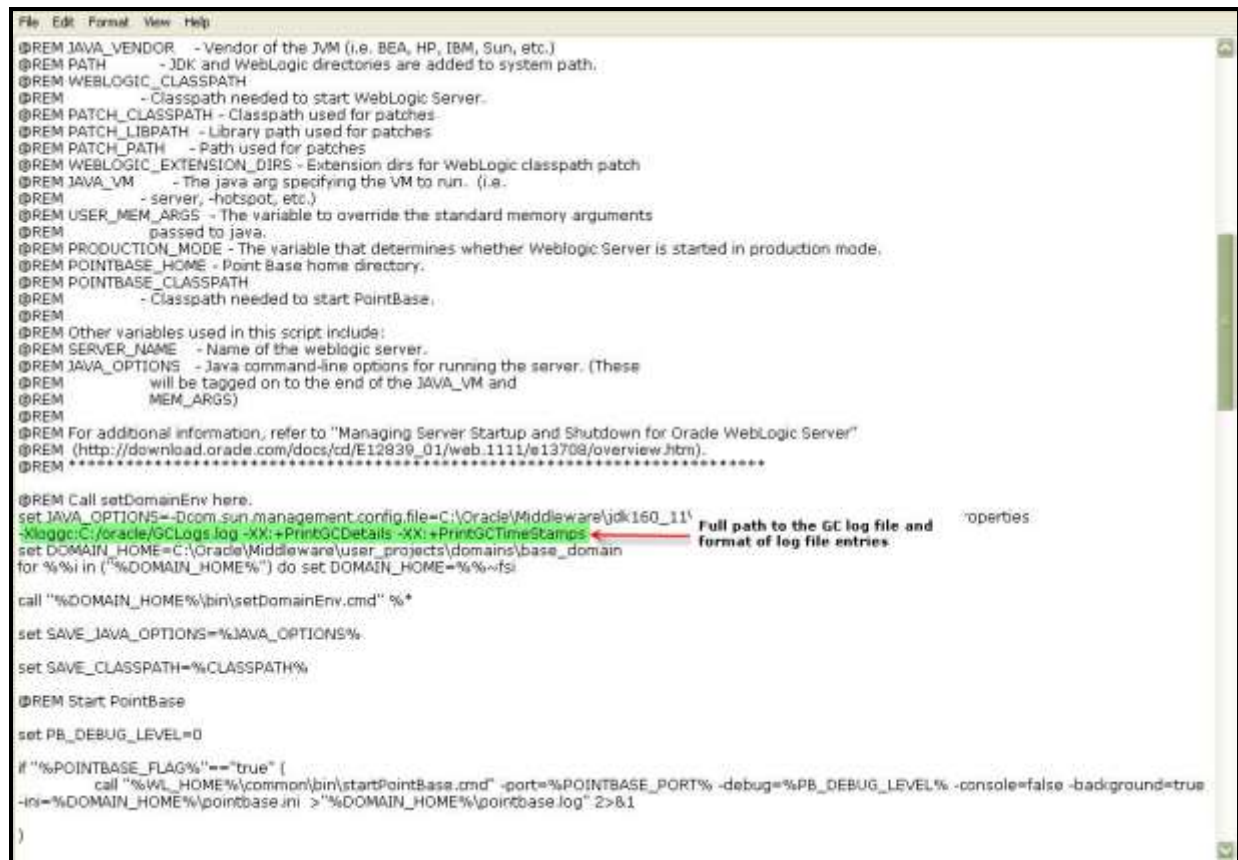 File Edit Format View Help
@REM JAVA_VENDOR - Vendor of the JVM (i.e. BEA, HP, IBM, Sun, etc.)
@REM PATH - JDK and WebLogic directories are added to system path.
@REM WEBLOGIC_CLASSPATH
@REM - Classpath needed to start WebLogic Server.
@REM PATCH_CLASSPATH - Classpath used for patches
@REM PATCH_LIBPATH - Library path used for patches
@REM PATCH_PATH - Path used for patches
@REM WEBLOGIC_EXTENSION_DIRS - Extension dirs for WebLogic classpath patch
@REM JAVA_VM - The java arg specifying the VM to run. (i.e.
@REM - server, -hotspot, etc.)
@REM USER_MEM_ARGS - The variable to override the standard memory arguments
@REM passed to java.
@REM PRODUCTION_MODE - The variable that determines whether Weblogic Server is started in production mode.
@REM POINTBASE_HOME - Point Base home directory.
@REM POINTBASE_CLASSPATH
@REM - Classpath needed to start PointBase.
@REM
@REM Other variables used in this script include:
@REM SERVER_NAME - Name of the weblogic server.
@REM JAVA_OPTIONS - Java command-line options for running the server. (These
@REM will be tagged on to the end of the JAVA_VM and
@REM MEM_ARGS)
@REM
@REM For additional information, refer to "Managing Server Startup and Shutdown for Oracle WebLogic Server"
@REM (http://download.oracle.com/docs/cd/E12839_01/web.1111/e13708/overview.htm).
@REM *************************************************************************
@REM Call setDomainEnv here.
set JAVA_OPTIONS=-Dcom.sun.management.config.file=C:\Oracle\Middleware\jdk160_11\ roperties
-Xloggc:C:/oracle/GCLogs.log -XX:+PrintGCDetails -XX:+PrintGCTimeStamps
Full path to the GC log file and
format of log file entries
set DOMAIN_HOME=C:\Oracle\Middleware\user_projects\domains\base_domain
for %%i in ("%DOMAIN_HOME%") do set DOMAIN_HOME=%%~fsi
call "%DOMAIN_HOME%\bin\setDomainEnv.cmd" %*
set SAVE_JAVA_OPTIONS=%JAVA_OPTIONS%
set SAVE_CLASSPATH=%CLASSPATH%
@REM Start PointBase
set PB_DEBUG_LEVEL=0
if "%POINTBASE_FLAG%"=="true" (
call "%WL_HOME%\common\bin\startPointBase.cmd" -port=%POINTBASE_PORT% -debug=%PB_DEBUG_LEVEL% -console=false -background=true
-ini=%DOMAIN_HOME%\pointbase.ini >"%DOMAIN_HOME%\pointbase.log" 2>&1
)